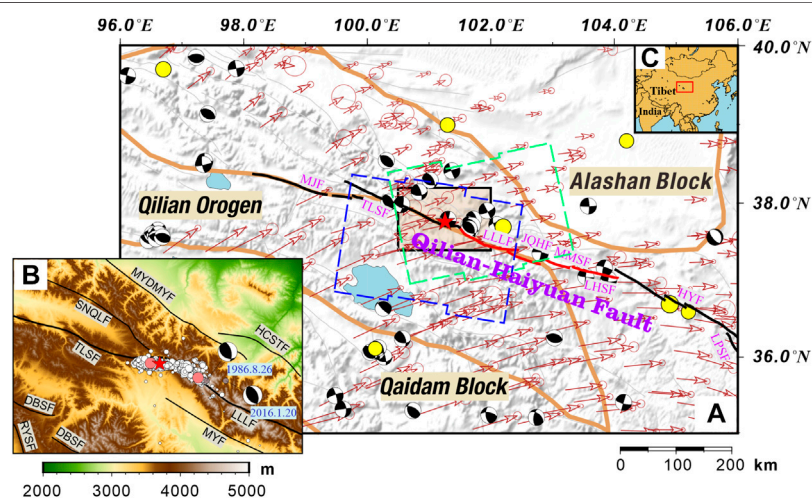 96.0°E 98.0°E 100.0°E 102.0°E 104.0°E 106.0°E
40.0°N
C
Tibet
India
Alashan Block
38.0°N
Qilian Orogen
MJF
TLSF
LLLF
JQHF
MMSF
LHSF
HYF
LPSF
Qilian-Haiyuan Fault
36.0°N
Qaidam Block
A
B
MYDMYF
SNQLF
HCSTF
TLSF
1986.8.26
2016.1.20
DBSF
LLLF
RYSF
DBSF
MYF
0 50 100 150 200 km
m
2000 3000 4000 5000